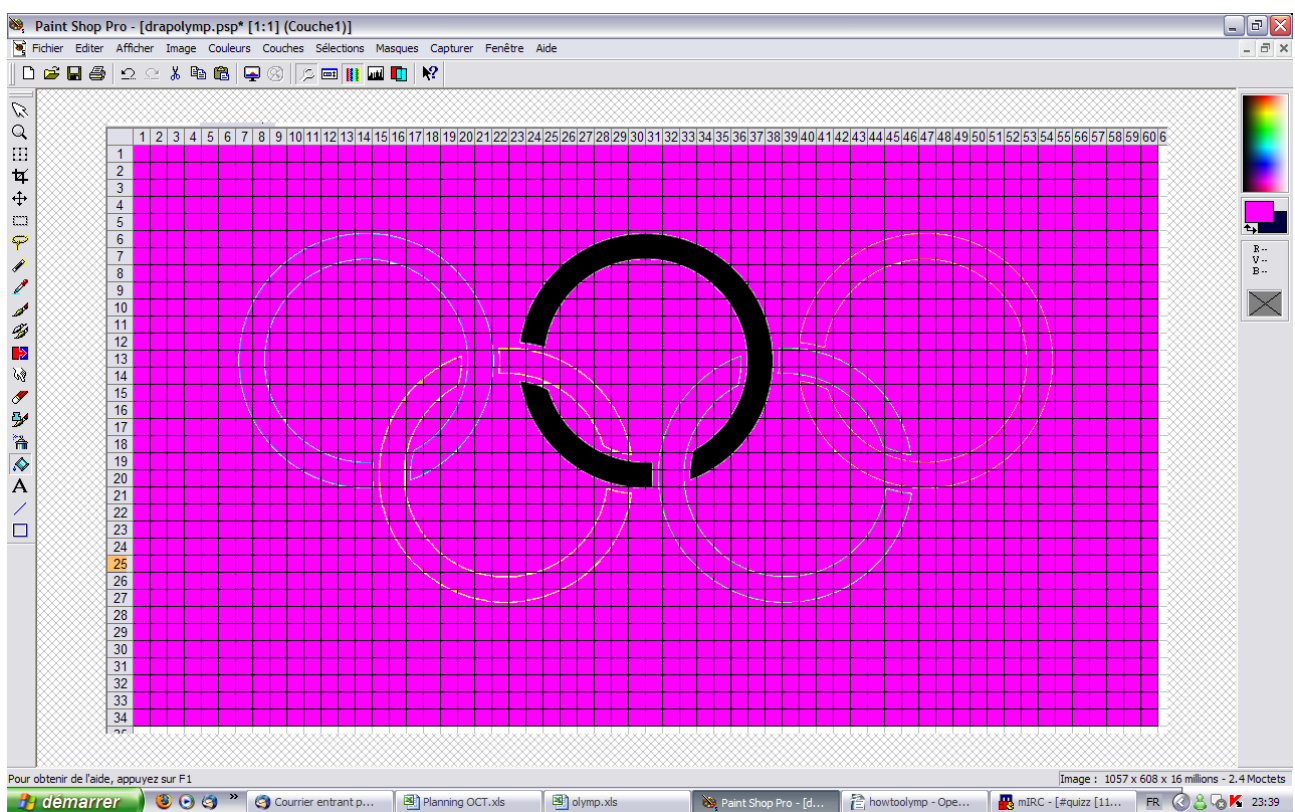 Paint Shop Pro - [drapolymp.psp* [1:1] (Couche1)]
Fichier Editer Afficher Image Couleurs Couches Sélections Masques Capturer Fenêtre Aide
1 2 3 4 5 6 7 8 9 10 11 12 13 14 15 16 17 18 19 20 21 22 23 24 25 26 27 28 29 30 31 32 33 34 35 36 37 38 39 40 41 42 43 44 45 46 47 48 49 50 51 52 53 54 55 56 57 58 59 60 6
1
2
3
4
5
6
7
8
9
10
11
12
13
14
15
16
17
18
19
20
21
22
23
24
25
26
27
28
29
30
31
32
33
34
35
R --
V --
B --
Pour obtenir de l'aide, appuyez sur F1
Image : 1057 x 608 x 16 millions - 2.4 Moctets
démarrer
Courrier entrant p...
Planning OCT.xls
olymp.xls
Paint Shop Pro - [d...
howtoolymp - Ope...
mIRC - [#quizz [11...
FR
23:39